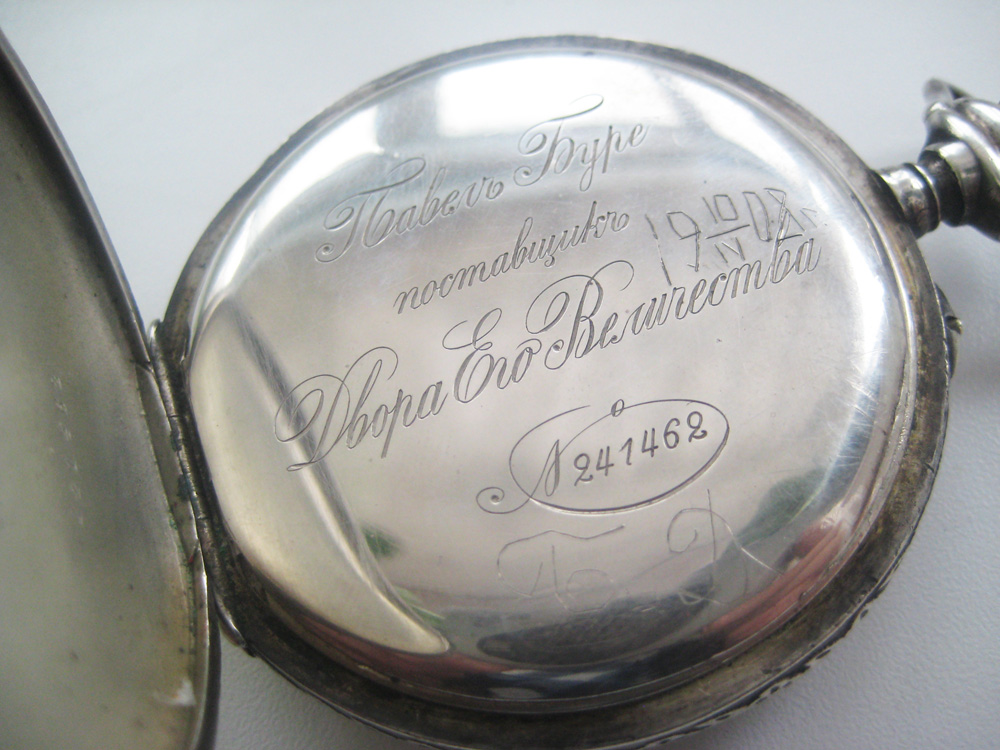 Павелъ Буре
поставщикъ
Двора Его Величества
№ 241462